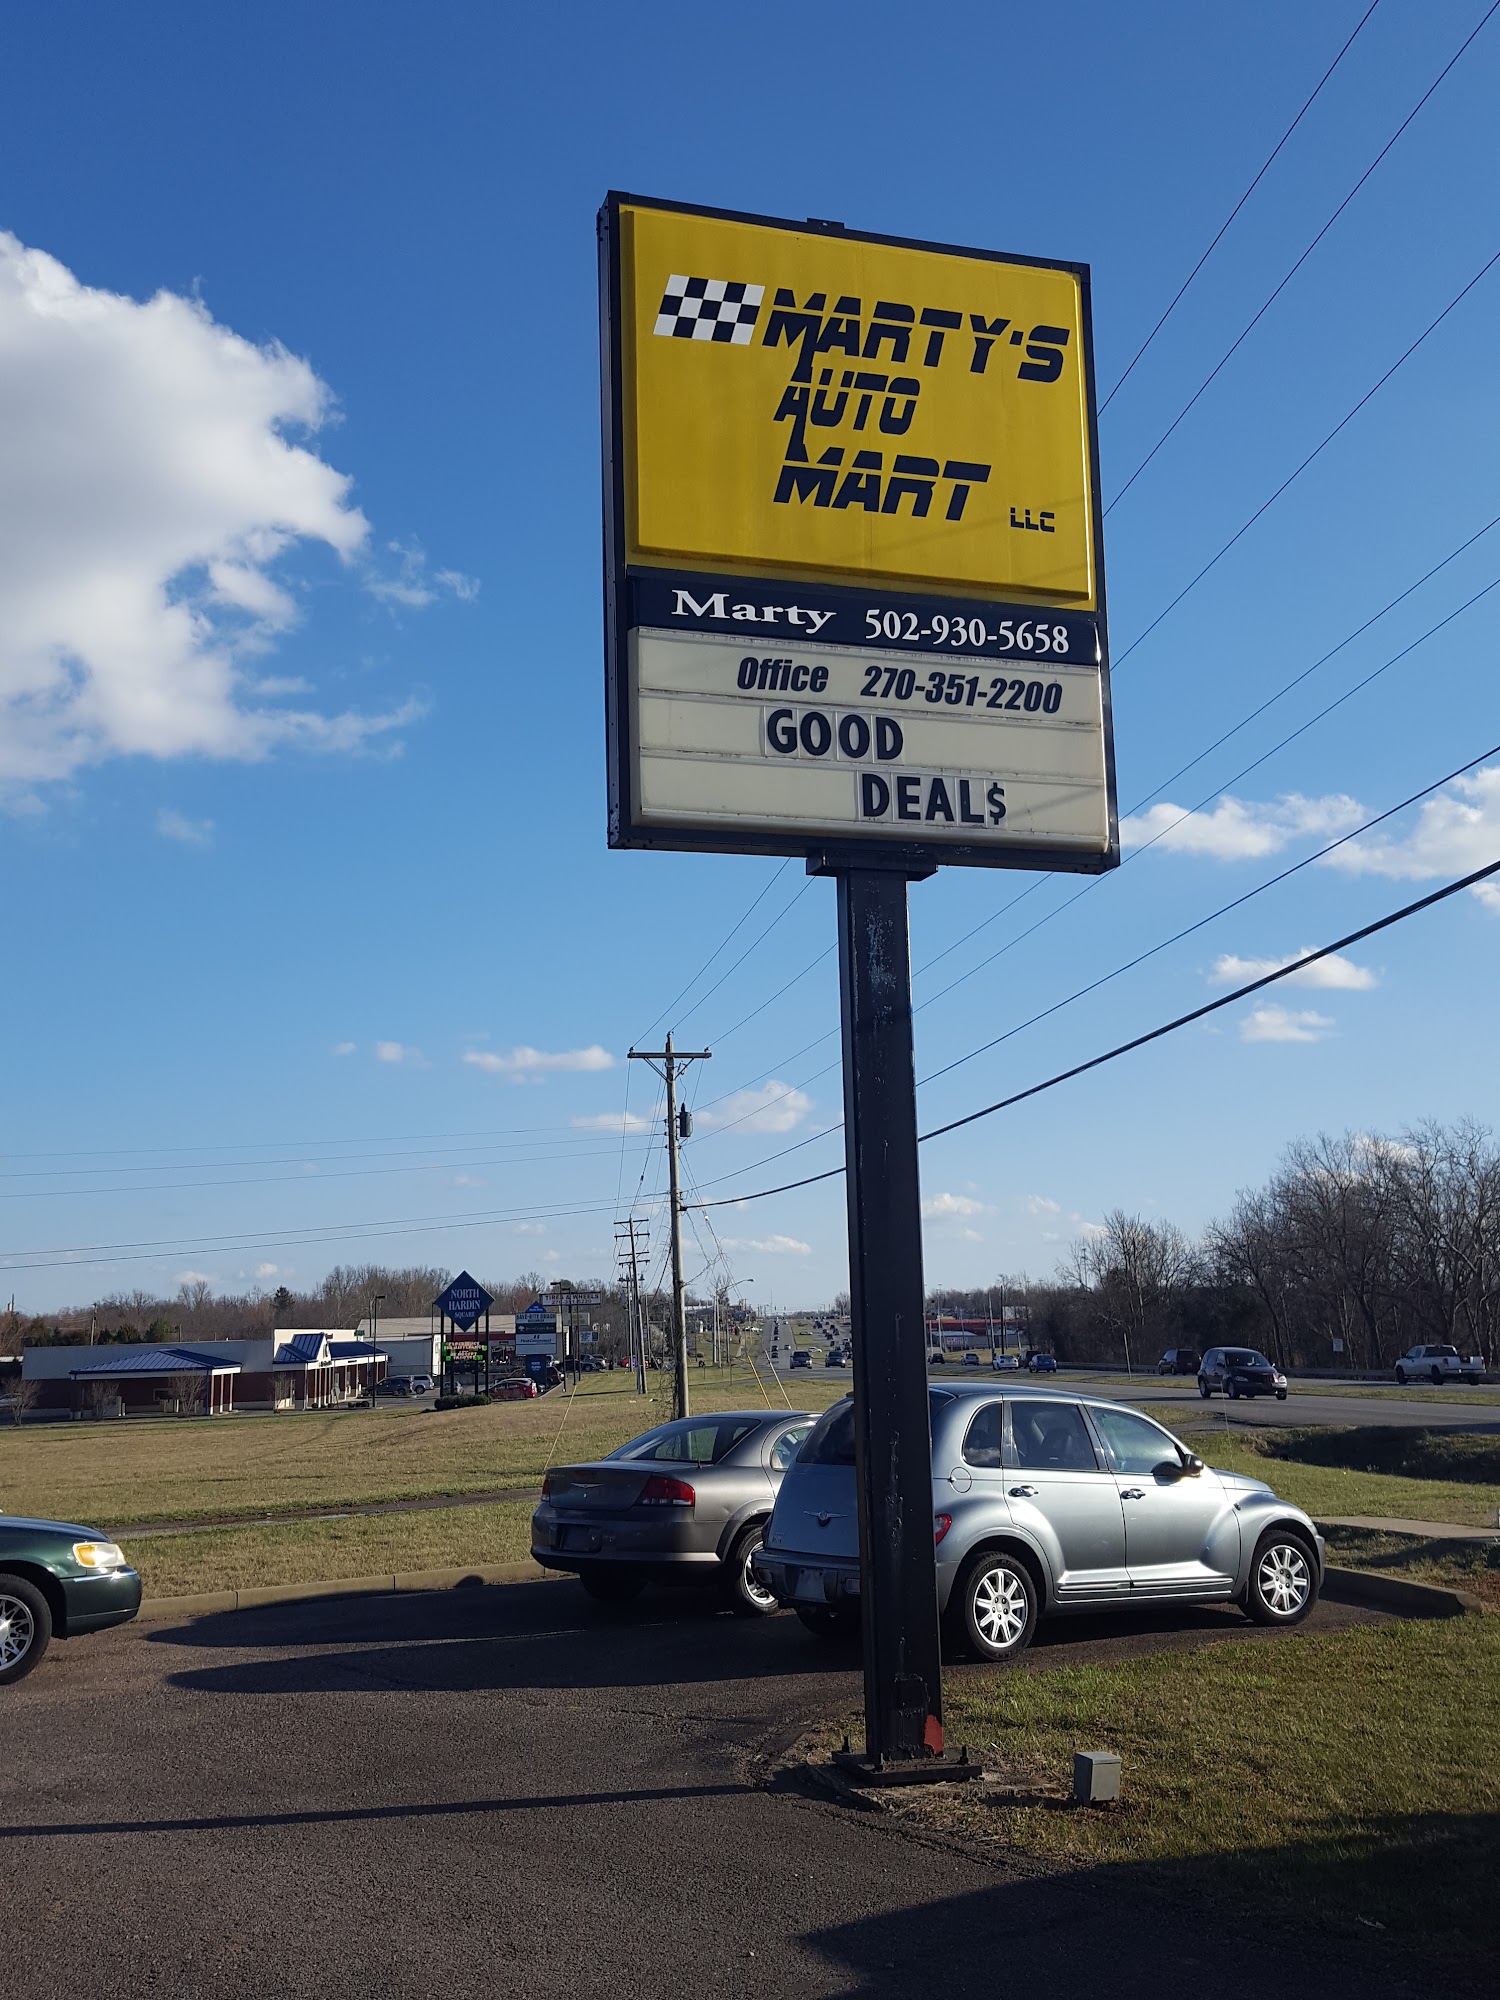 MARTY'S
AUTO
MART
LLC
Marty 502-930-5658
Office 270-351-2200
GOOD
DEAL$
NORTH
HARDIN
SQUARE